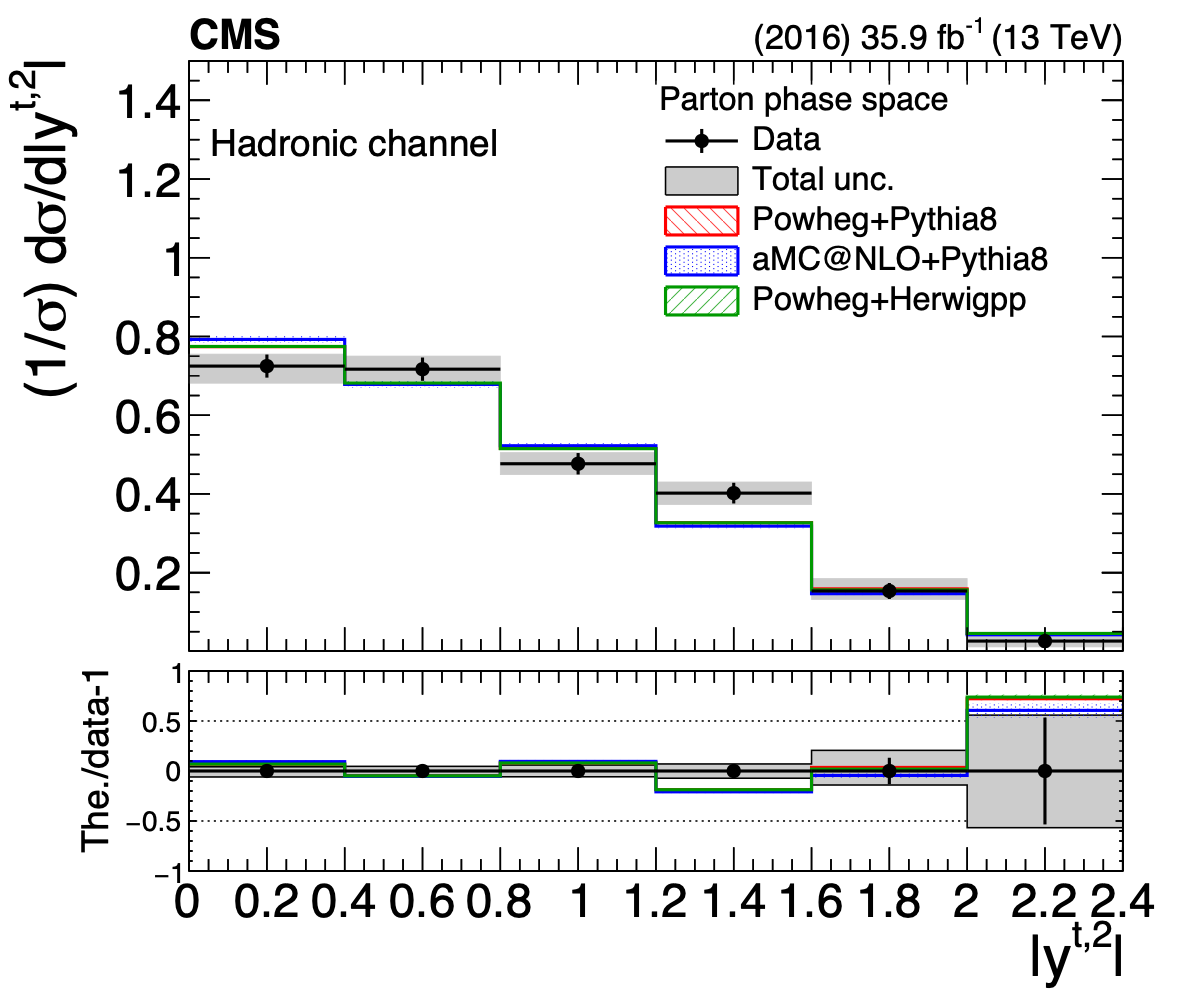 CMS (2016) 35.9 fb⁻¹ (13 TeV)
(1/σ) dσ/d|y^{t,2}|
1.4
1.2
1
0.8
0.6
0.4
0.2
Hadronic channel
Parton phase space
Data
Total unc.
Powheg+Pythia8
aMC@NLO+Pythia8
Powheg+Herwigpp
The./data-1
1
0.5
0
−0.5
−1
0 0.2 0.4 0.6 0.8 1 1.2 1.4 1.6 1.8 2 2.2 2.4
|y^{t,2}|